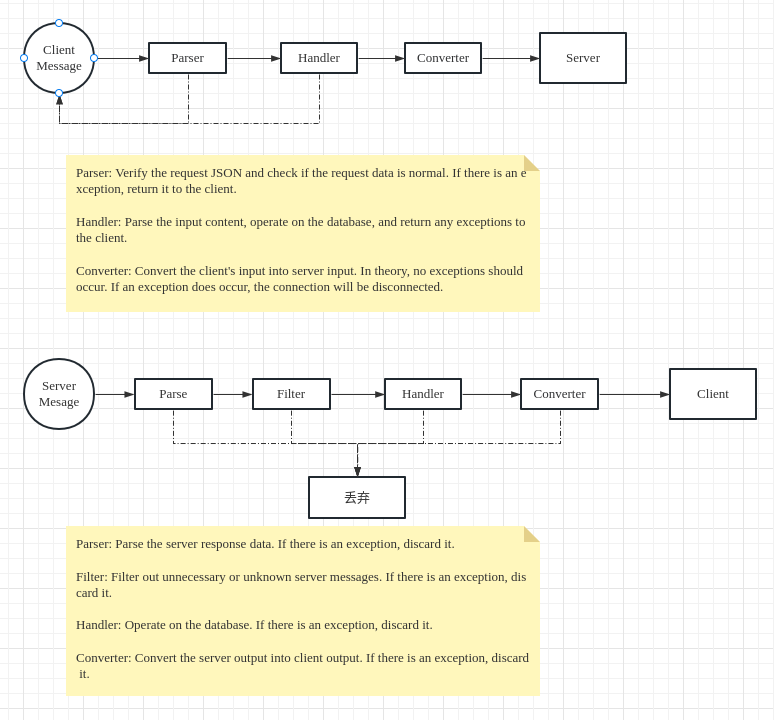 Client
Message
Parser
Handler
Converter
Server
Parser: Verify the request JSON and check if the request data is normal. If there is an e
xception, return it to the client.
Handler: Parse the input content, operate on the database, and return any exceptions to
the client.
Converter: Convert the client's input into server input. In theory, no exceptions should
occur. If an exception does occur, the connection will be disconnected.
Server
Mesage
Parse
Filter
Handler
Converter
Client
丢弃
Parser: Parse the server response data. If there is an exception, discard it.
Filter: Filter out unnecessary or unknown server messages. If there is an exception, dis
card it.
Handler: Operate on the database. If there is an exception, discard it.
Converter: Convert the server output into client output. If there is an exception, discard
it.